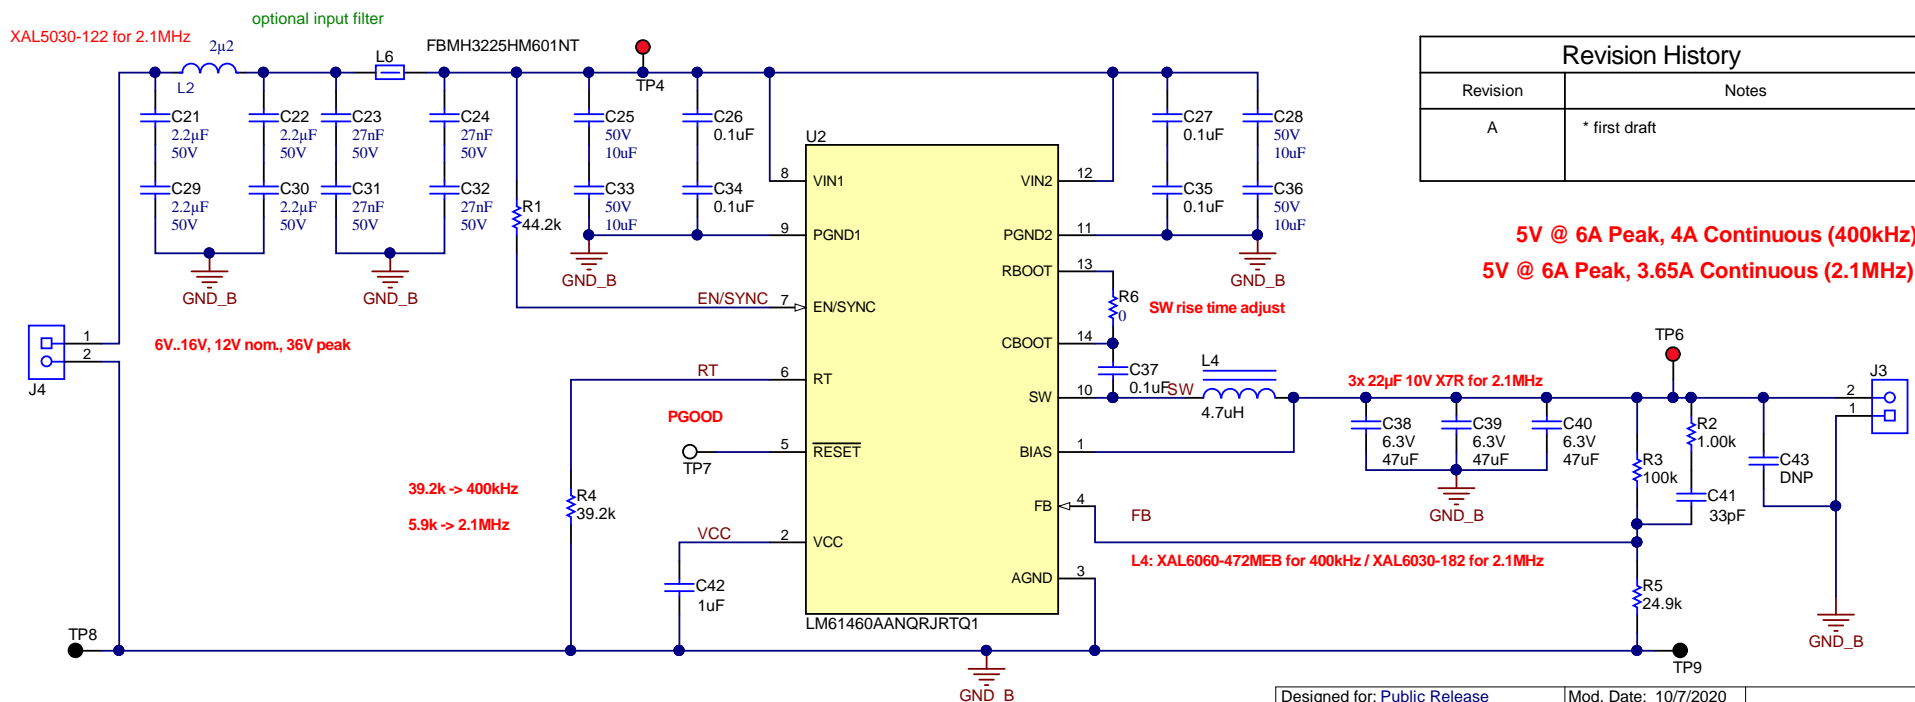 optional input filter
XAL5030-122 for 2.1MHz
2µ2
L2
L6
FBMH3225HM601NT
TP4
C21
2.2µF
50V
C22
2.2µF
50V
C23
27nF
50V
C24
27nF
50V
C25
50V
10uF
C26
0.1uF
C27
0.1uF
C28
50V
10uF
C29
2.2µF
50V
C30
2.2µF
50V
C31
27nF
50V
C32
27nF
50V
R1
44.2k
C33
50V
10uF
C34
0.1uF
C35
0.1uF
C36
50V
10uF
GND_B
GND_B
GND_B
GND_B
U2
8 VIN1
9 PGND1
7 EN/SYNC
EN/SYNC
6 RT
RT
5 RESET
2 VCC
VCC
VIN2 12
PGND2 11
RBOOT 13
CBOOT 14
SW 10
BIAS 1
FB 4
AGND 3
LM61460AANQRJRTQ1
Revision History
Revision Notes
A * first draft
5V @ 6A Peak, 4A Continuous (400kHz)
5V @ 6A Peak, 3.65A Continuous (2.1MHz)
R6
0
SW rise time adjust
C37
0.1uF
SW
L4
4.7uH
1
2
J4
6V..16V, 12V nom., 36V peak
PGOOD
TP7
39.2k -> 400kHz
5.9k -> 2.1MHz
R4
39.2k
C42
1uF
3x 22µF 10V X7R for 2.1MHz
C38
6.3V
47uF
C39
6.3V
47uF
C40
6.3V
47uF
GND_B
TP6
R2
1.00k
R3
100k
C41
33pF
C43
DNP
J3
2
1
FB
L4: XAL6060-472MEB for 400kHz / XAL6030-182 for 2.1MHz
R5
24.9k
GND_B
TP8
GND_B
TP9
Designed for: Public Release
Mod. Date: 10/7/2020